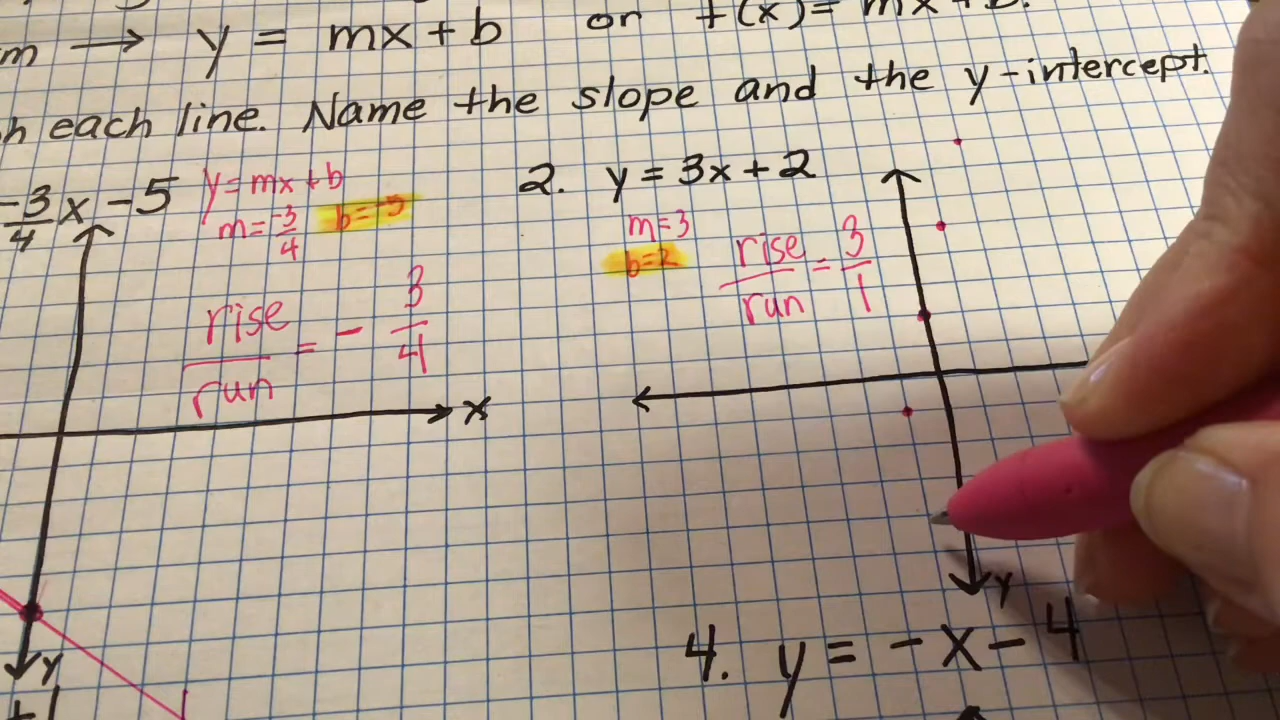 m → y = mx + b or f(x) = mx + b.
h each line. Name the slope and the y-intercept.
-3/4 x - 5
y = mx + b
m = -3/4 b = -5
rise/run = - 3/4
x
y
2. y = 3x + 2
m = 3
b = 2
rise/run = 3/1
y
4. y = -x - 4